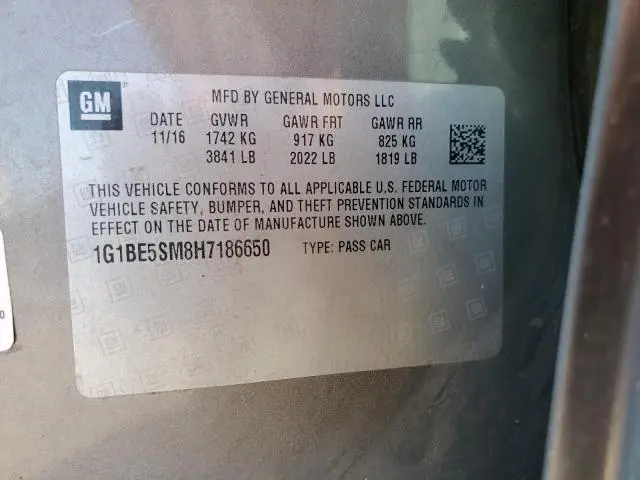 GM
MFD BY GENERAL MOTORS LLC
DATE GVWR GAWR FRT GAWR RR
11/16 1742 KG 917 KG 825 KG
3841 LB 2022 LB 1819 LB
THIS VEHICLE CONFORMS TO ALL APPLICABLE U.S. FEDERAL MOTOR
VEHICLE SAFETY, BUMPER, AND THEFT PREVENTION STANDARDS IN
EFFECT ON THE DATE OF MANUFACTURE SHOWN ABOVE.
1G1BE5SM8H7186650 TYPE: PASS CAR